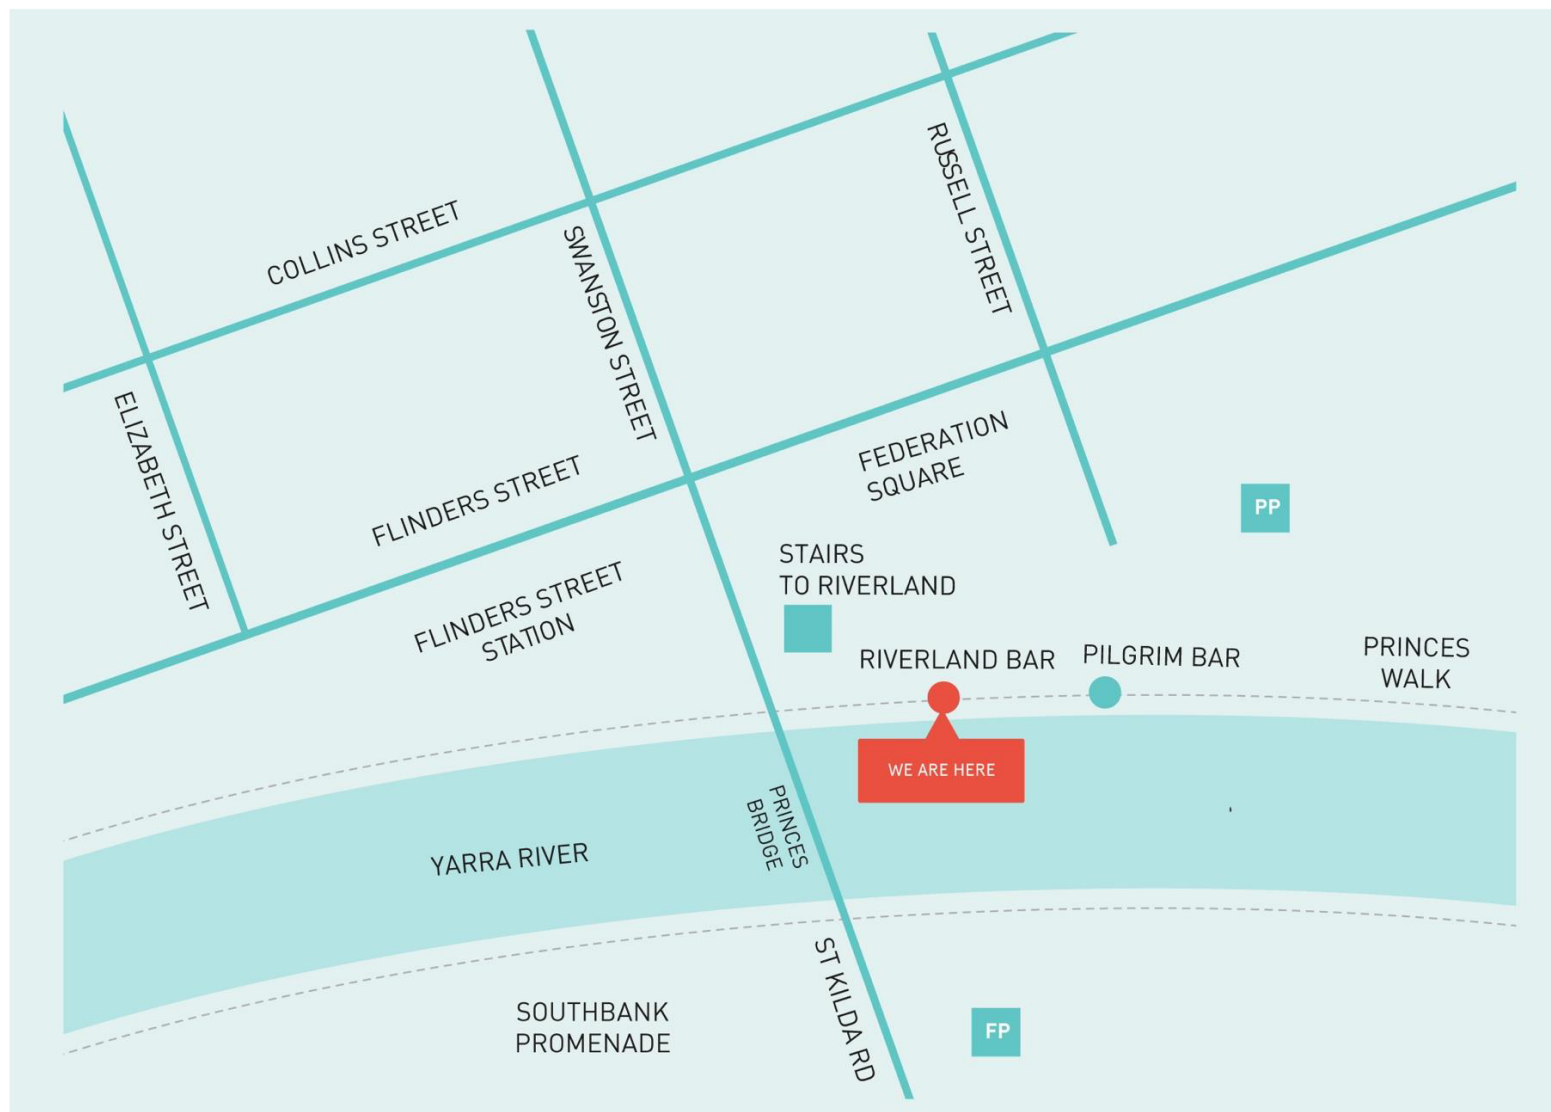 COLLINS STREET
RUSSELL STREET
SWANSTON STREET
ELIZABETH STREET
FLINDERS STREET
FEDERATION
SQUARE
PP
FLINDERS STREET
STATION
STAIRS
TO RIVERLAND
RIVERLAND BAR
PILGRIM BAR
PRINCES
WALK
WE ARE HERE
PRINCES
BRIDGE
YARRA RIVER
ST KILDA RD
SOUTHBANK
PROMENADE
FP